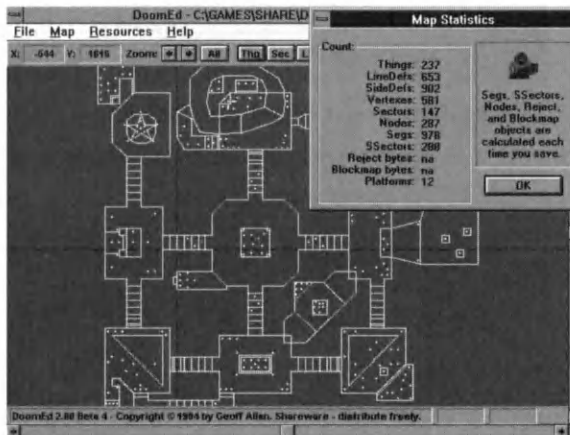 DoomEd - C:\GAMES\SHARE\D
File Map Resources Help
X: -544 Y: 1816 Zoom: All Thg Sec L
Map Statistics
Count:
Things: 237
LineDefs: 653
SideDefs: 902
Vertexes: 581
Sectors: 147
Nodes: 287
Segs: 978
SSectors: 288
Reject bytes: na
Blockmap bytes: na
Platforms: 12
Segs, SSectors,
Nodes, Reject,
and Blockmap
objects are
calculated each
time you save.
OK
DoomEd 2.60 Beta 4 - Copyright © 1994 by Geoff Allan. Shareware - distribute freely.